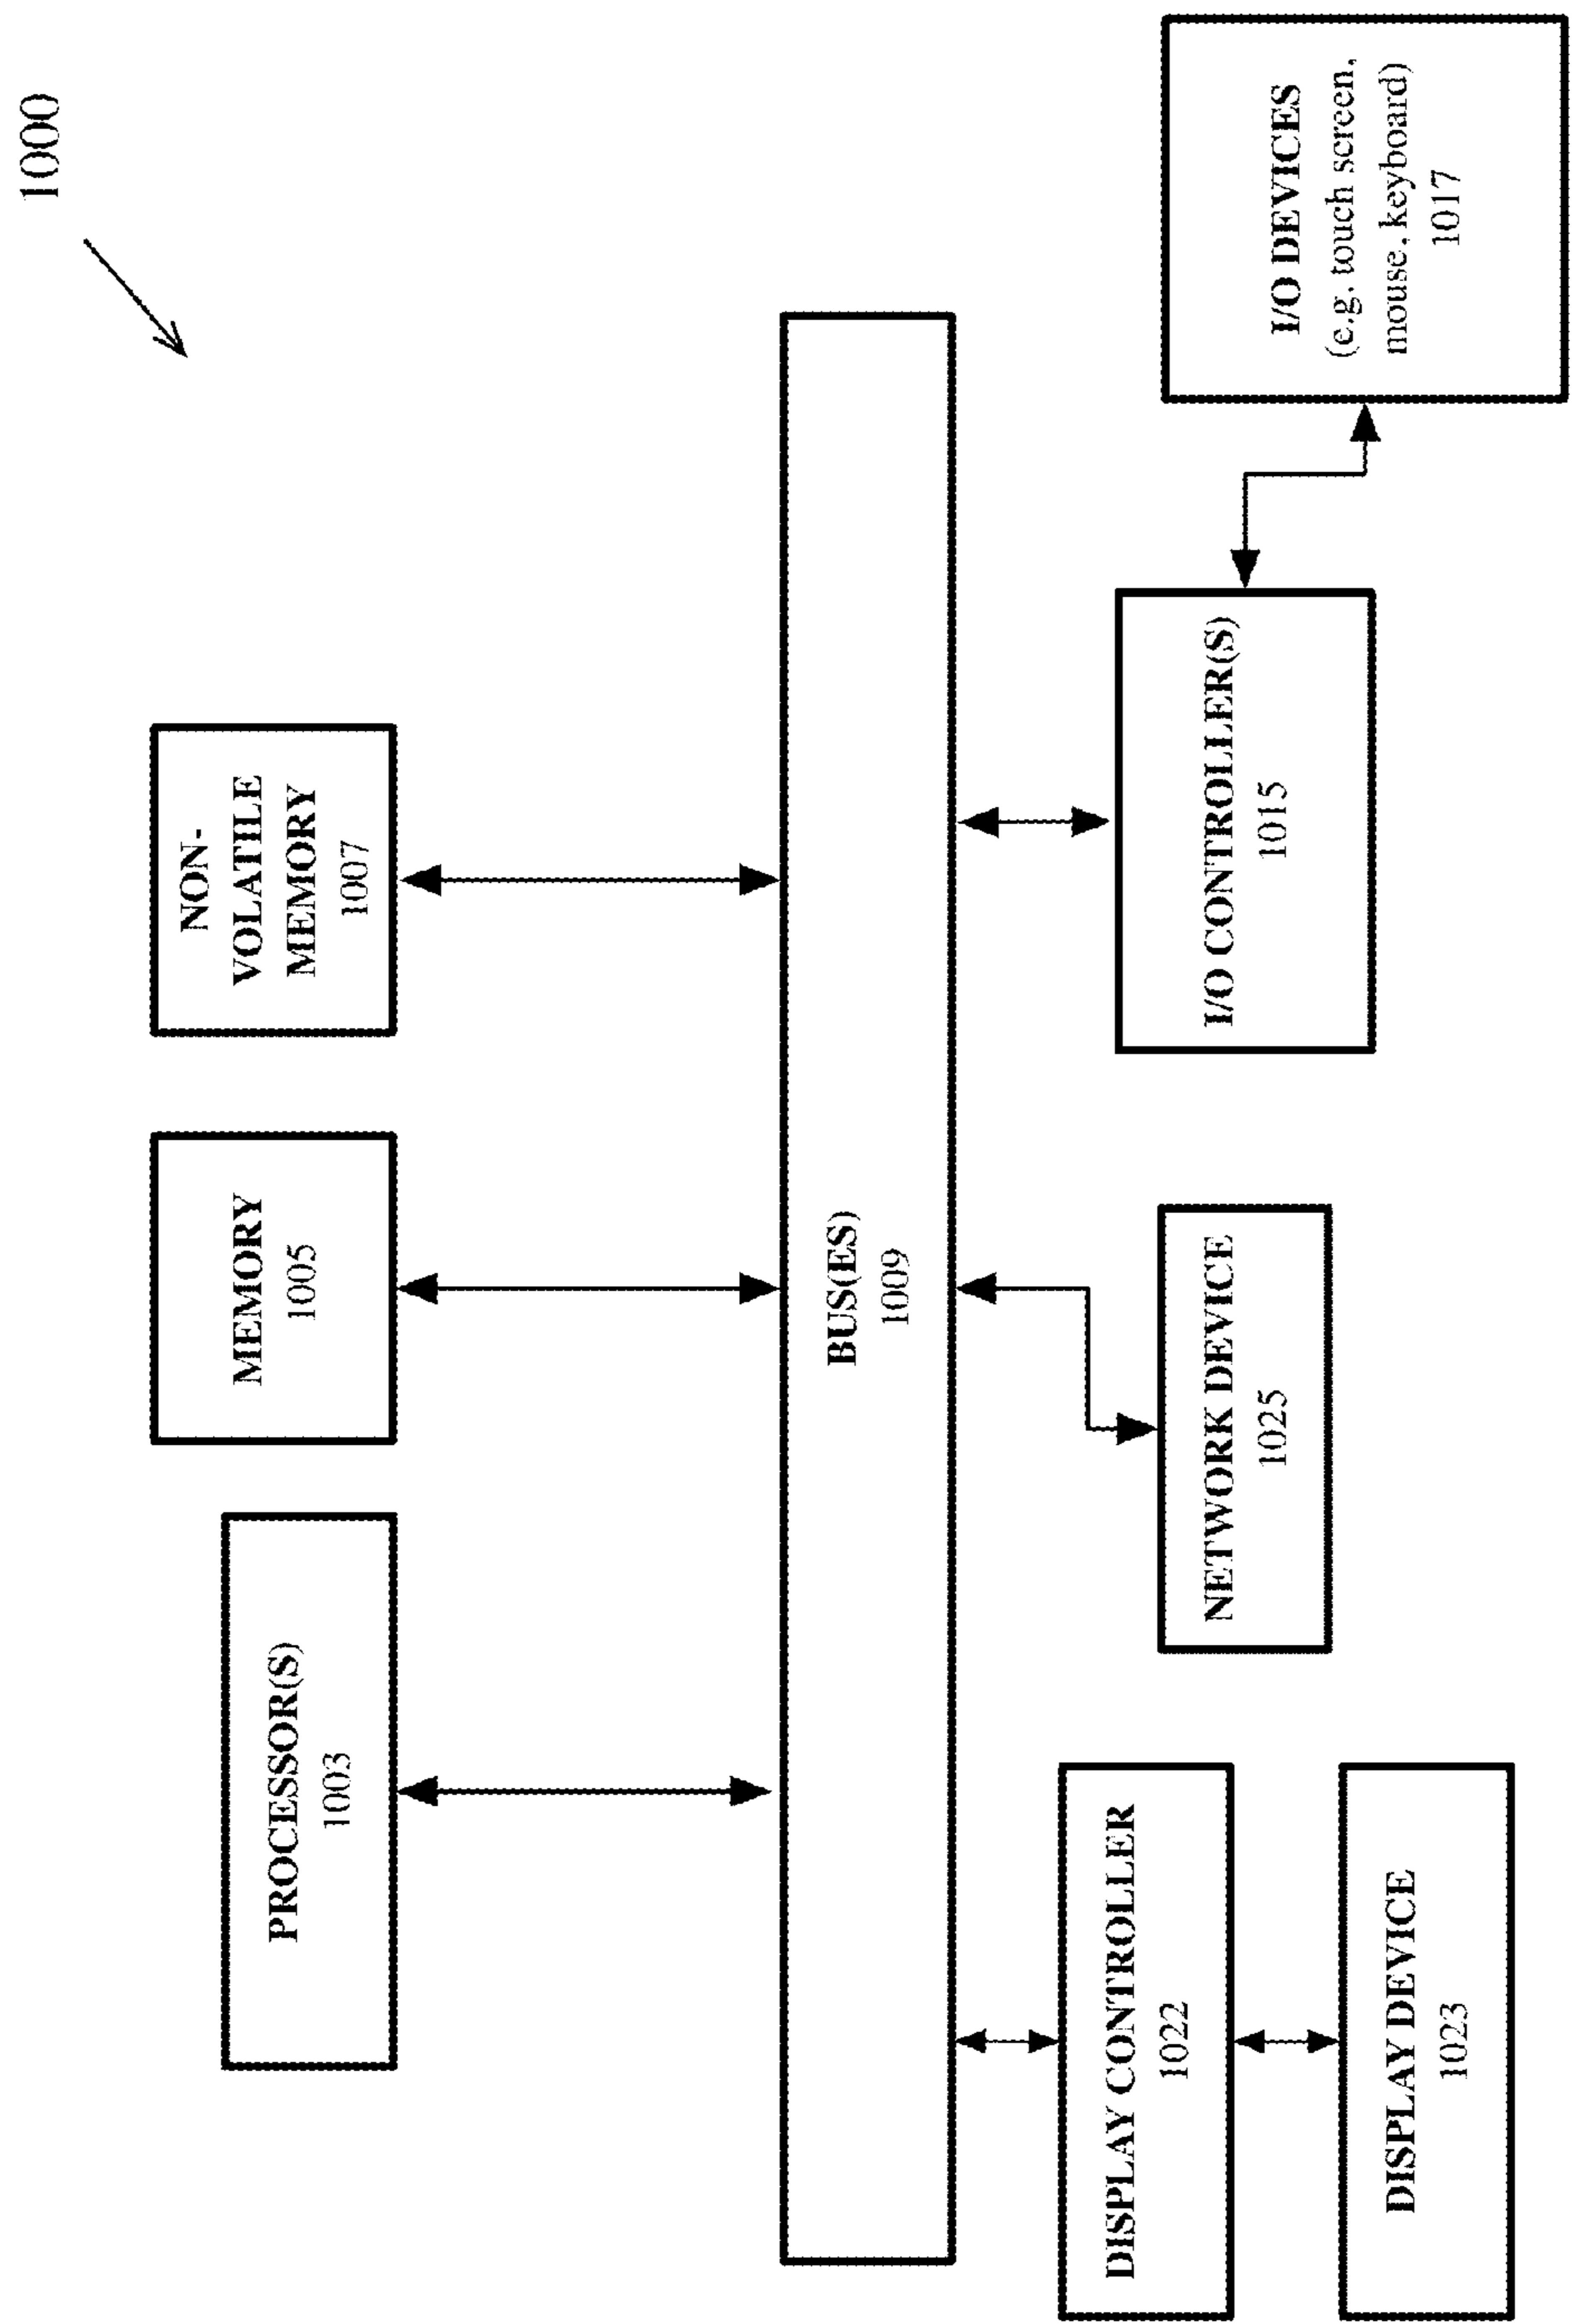 1000
PROCESSOR(S)
1003
MEMORY
1005
NON-
VOLATILE
MEMORY
1007
BUS(ES)
1009
DISPLAY CONTROLLER
1022
DISPLAY DEVICE
1023
NETWORK DEVICE
1025
I/O CONTROLLER(S)
1015
I/O DEVICES
(e.g. touch screen,
mouse, keyboard)
1017